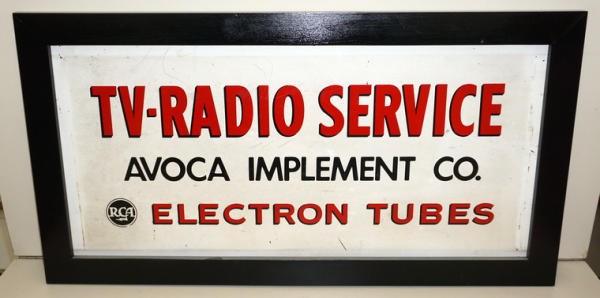 TV-RADIO SERVICE
AVOCA IMPLEMENT CO.
RCA ELECTRON TUBES